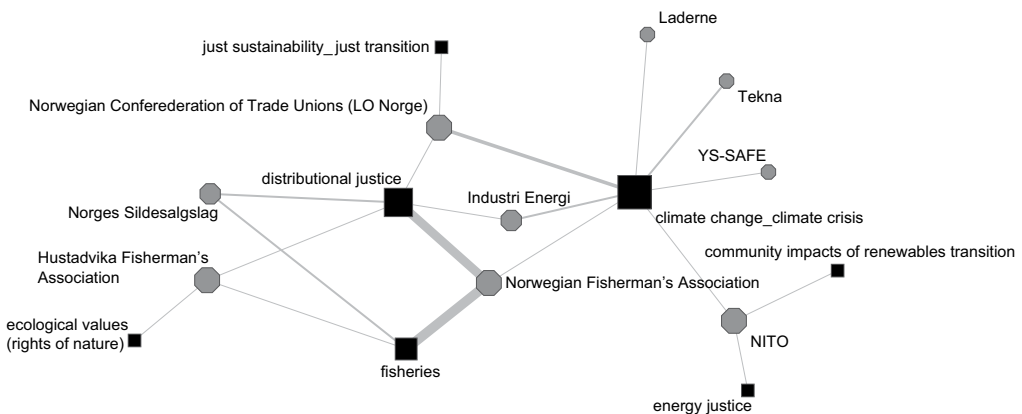 Laderne
just sustainability_just transition
Tekna
Norwegian Conferederation of Trade Unions (LO Norge)
YS-SAFE
distributional justice
Industri Energi
Norges Sildesalgslag
climate change_climate crisis
Hustadvika Fisherman's
Association
community impacts of renewables transition
Norwegian Fisherman's Association
ecological values
(rights of nature)
NITO
fisheries
energy justice